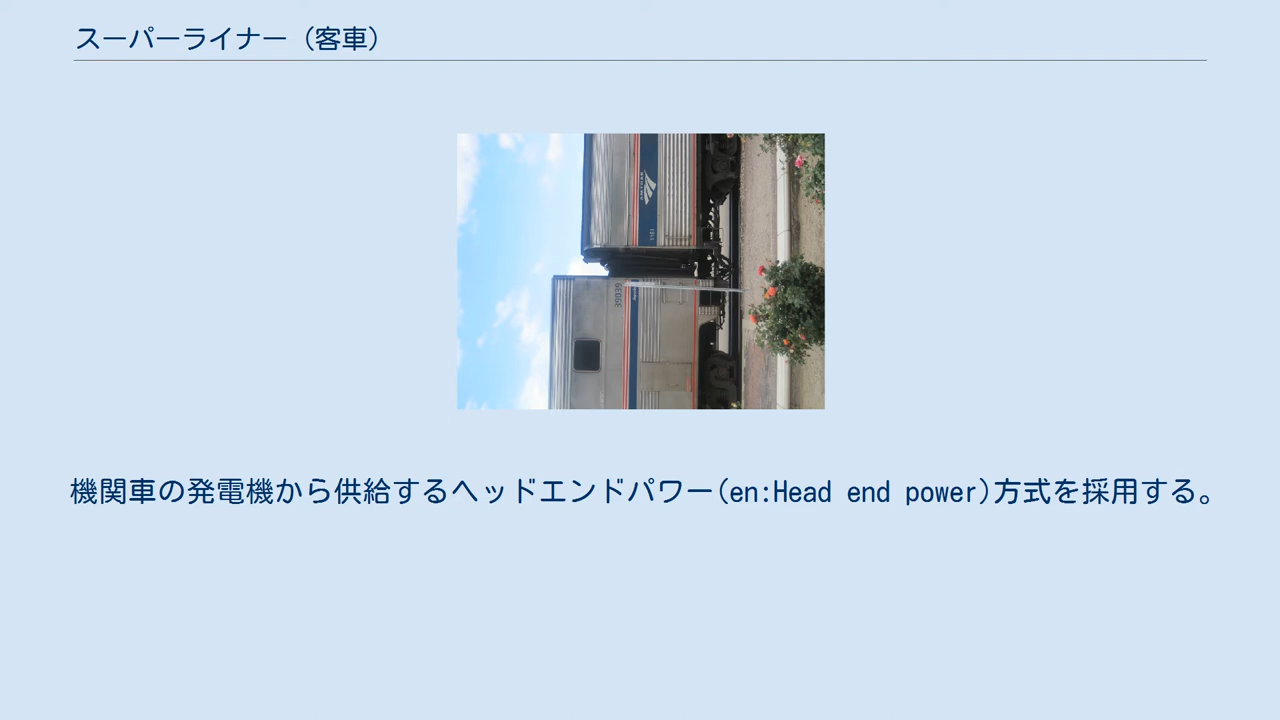 スーパーライナー（客車）
39039
機関車の発電機から供給するヘッドエンドパワー(en:Head end power)方式を採用する。